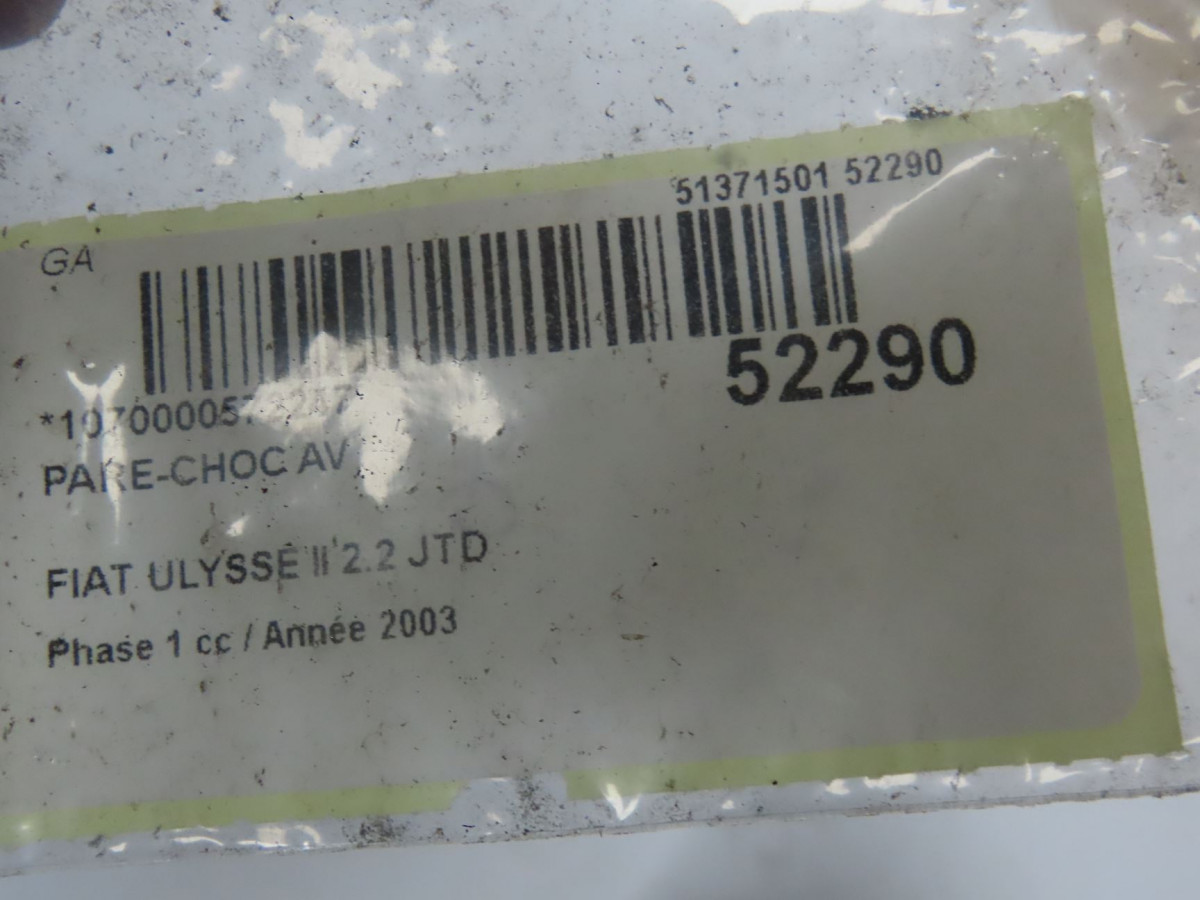 51371501 52290
GA
52290
PARE-CHOC AV
FIAT ULYSSE II 2.2 JTD
Phase 1 cc / Année 2003